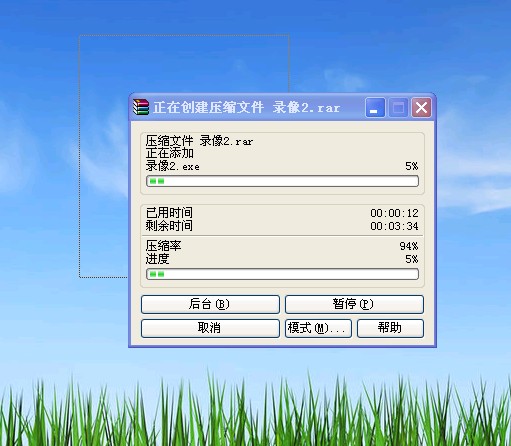 正在创建压缩文件 录像2.rar
压缩文件 录像2.rar
正在添加
录像2.exe 5%
已用时间 00:00:12
剩余时间 00:03:34
压缩率 94%
进度 5%
后台(B) 暂停(P)
取消 模式(M)... 帮助